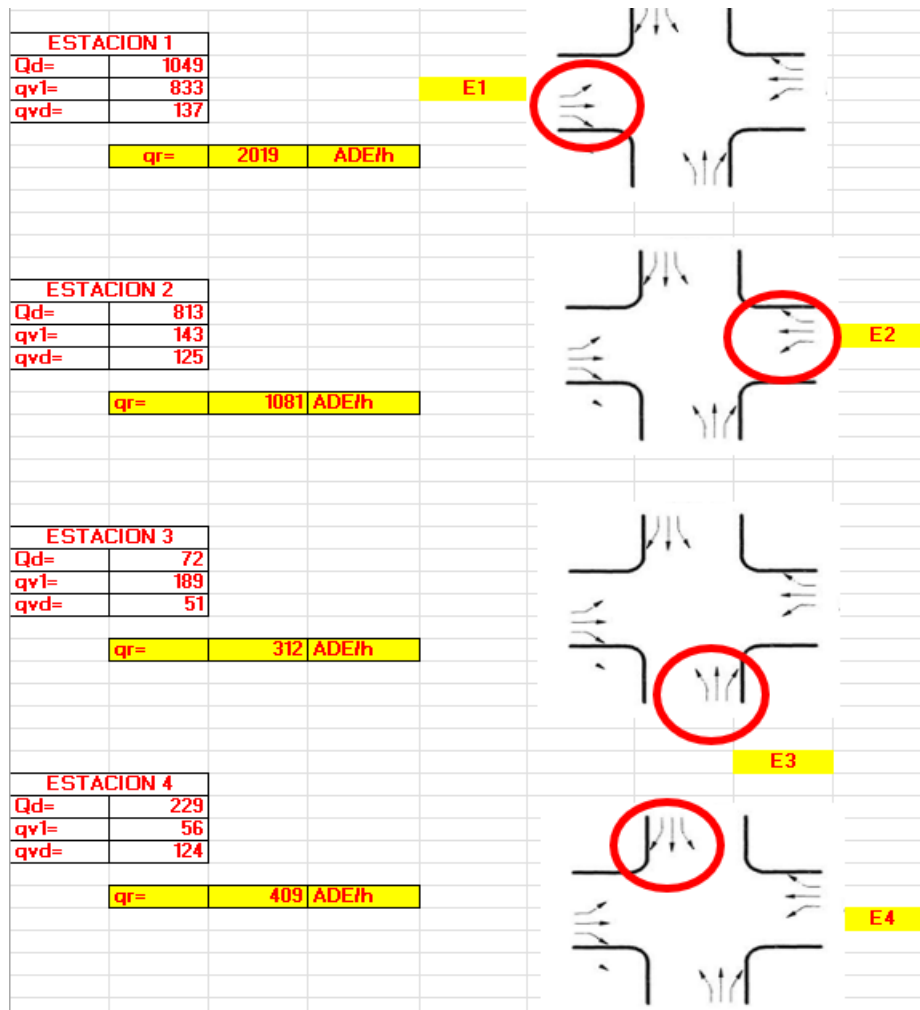 ESTACION 1
Qd= 1049
qv1= 833
E1
qvd= 137
qr= 2019 ADE/h
ESTACION 2
Qd= 813
qv1= 143
E2
qvd= 125
qr= 1081 ADE/h
ESTACION 3
Qd= 72
qv1= 189
qvd= 51
qr= 312 ADE/h
E3
ESTACION 4
Qd= 229
qv1= 56
qvd= 124
qr= 409 ADE/h
E4